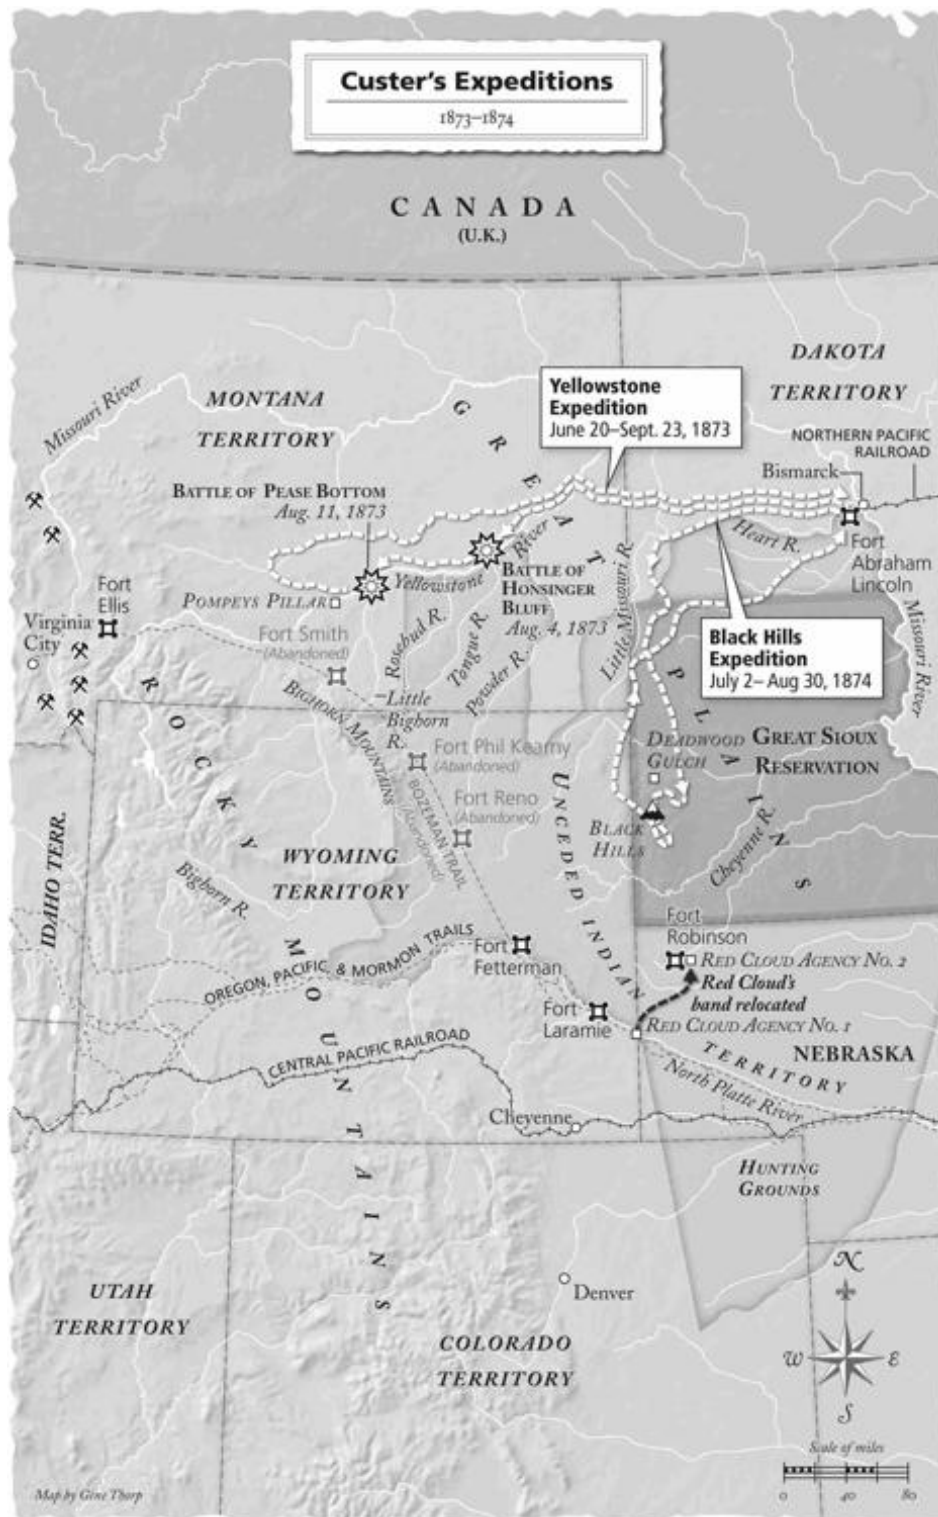 Custer's Expeditions
1873–1874
CANADA
(U.K.)
DAKOTA
TERRITORY
MONTANA
TERRITORY
Missouri River
GREAT PLAINS
Yellowstone
Expedition
June 20–Sept. 23, 1873
NORTHERN PACIFIC
RAILROAD
Bismarck
BATTLE OF PEASE BOTTOM
Aug. 11, 1873
Heart R.
Fort
Abraham
Lincoln
Yellowstone River
BATTLE OF
HONSINGER
BLUFF
Aug. 4, 1873
Little Missouri R.
Missouri River
Fort
Ellis
POMPEYS PILLAR
Virginia
City
Fort Smith
(Abandoned)
Rosebud R.
Tongue R.
Powder R.
Black Hills
Expedition
July 2– Aug 30, 1874
Little
Bighorn
R.
BIGHORN MOUNTAINS
ROCKY MOUNTAINS
Fort Phil Kearny
(Abandoned)
DEADWOOD
GULCH
GREAT SIOUX
RESERVATION
Fort Reno
(Abandoned)
BOZEMAN TRAIL
(Abandoned)
UNCEDED INDIAN
TERRITORY
BLACK
HILLS
Cheyenne R.
IDAHO TERR.
WYOMING
TERRITORY
Bighorn R.
Fort
Robinson
RED CLOUD AGENCY NO. 2
Red Cloud's
band relocated
OREGON, PACIFIC, & MORMON TRAILS
Fort
Fetterman
Fort
Laramie
RED CLOUD AGENCY NO. 1
NEBRASKA
CENTRAL PACIFIC RAILROAD
North Platte River
Cheyenne
HUNTING
GROUNDS
UTAH
TERRITORY
Denver
COLORADO
TERRITORY
N
W
E
S
Scale of miles
0 40 80
Map by Gene Thorp